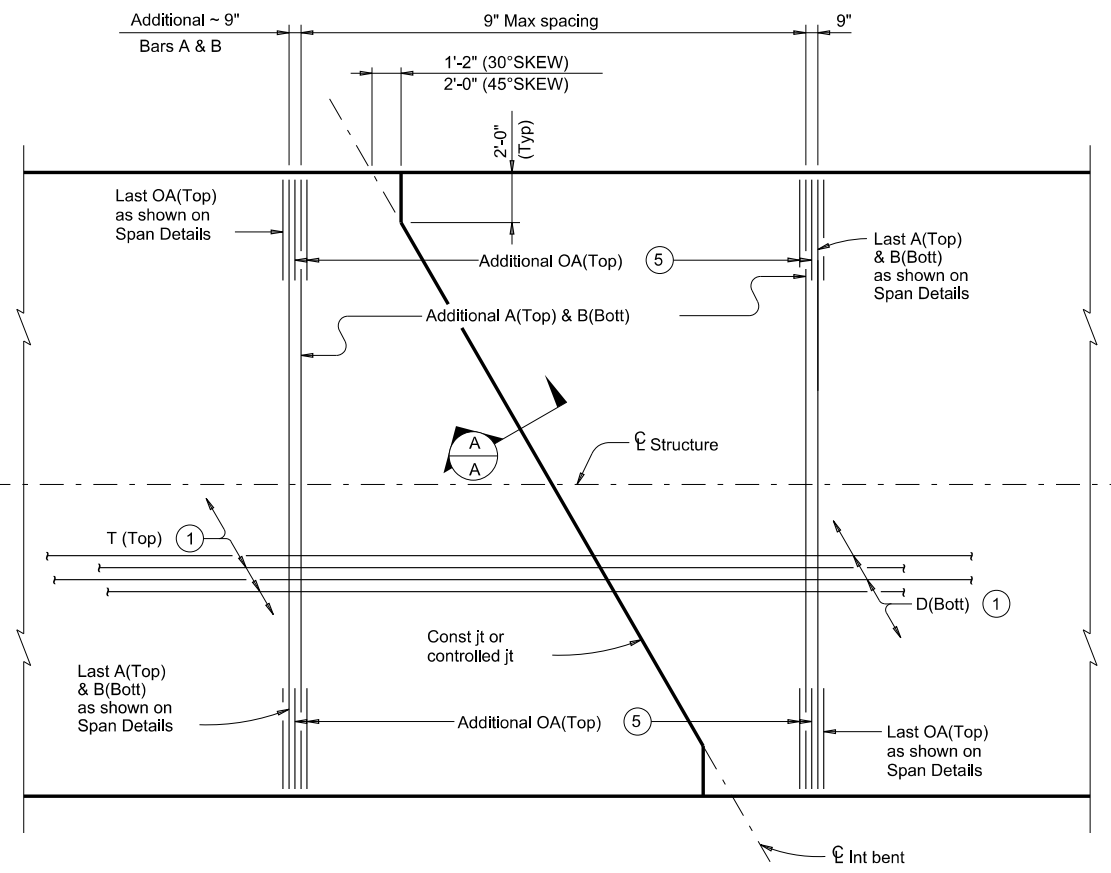 Additional ~ 9"
Bars A & B
9" Max spacing
9"
1'-2" (30°SKEW)
2'-0" (45°SKEW)
2'-0"
(Typ)
Last OA(Top)
as shown on
Span Details
Additional OA(Top) 5
Last A(Top)
& B(Bott)
as shown on
Span Details
Additional A(Top) & B(Bott)
A
A
℄ Structure
T (Top) 1
D(Bott) 1
Const jt or
controlled jt
Last A(Top)
& B(Bott)
as shown on
Span Details
Additional OA(Top) 5
Last OA(Top)
as shown on
Span Details
℄ Int bent